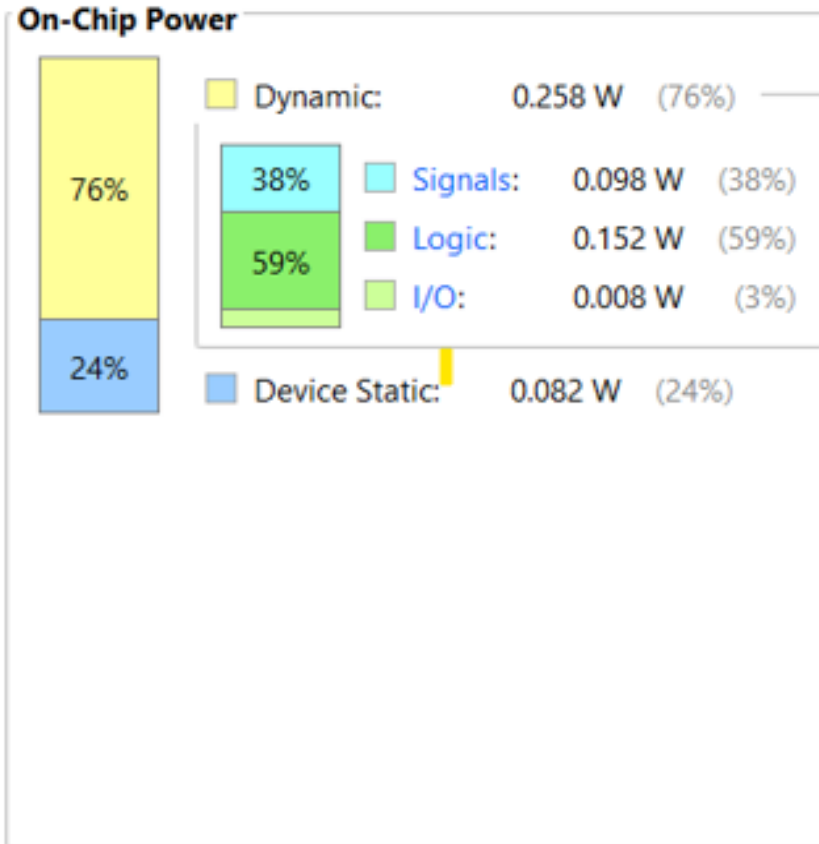 On-Chip Power
Dynamic: 0.258 W (76%)
76%
38% Signals: 0.098 W (38%)
59% Logic: 0.152 W (59%)
I/O: 0.008 W (3%)
24% Device Static: 0.082 W (24%)